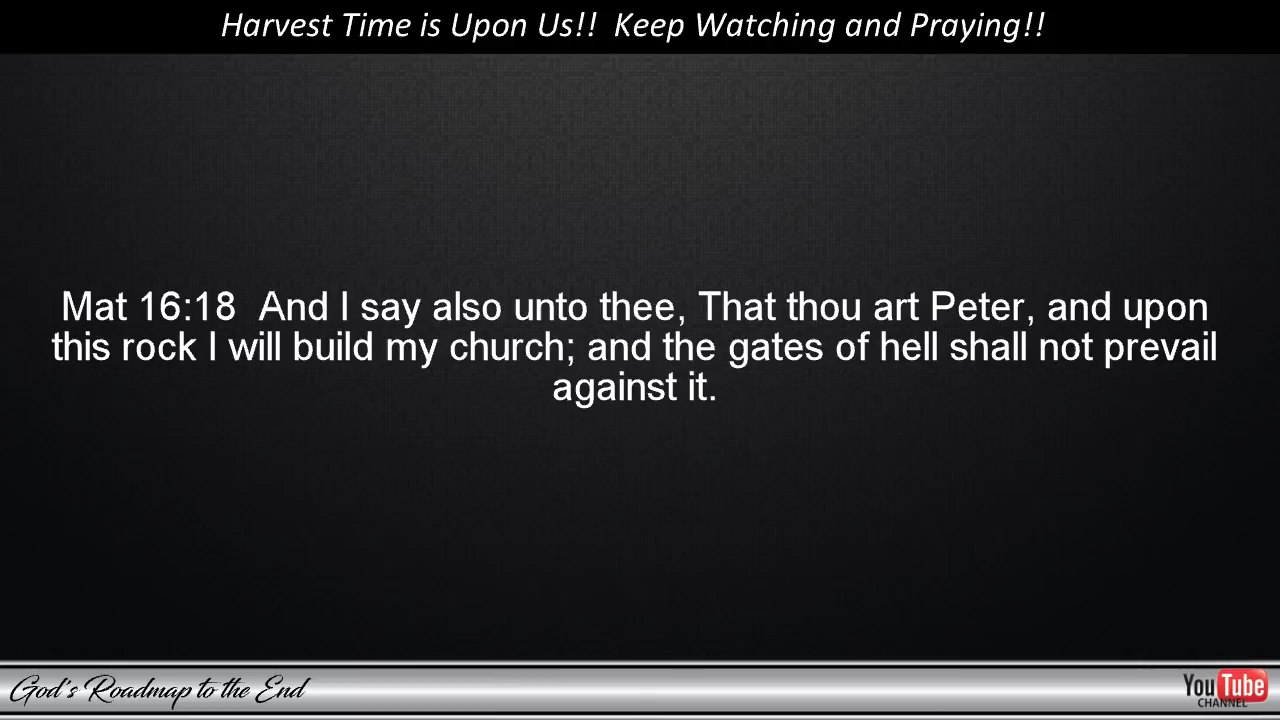 Harvest Time is Upon Us!!  Keep Watching and Praying!!
Mat 16:18  And I say also unto thee, That thou art Peter, and upon
this rock I will build my church; and the gates of hell shall not prevail
against it.
God's Roadmap to the End
YouTube
CHANNEL